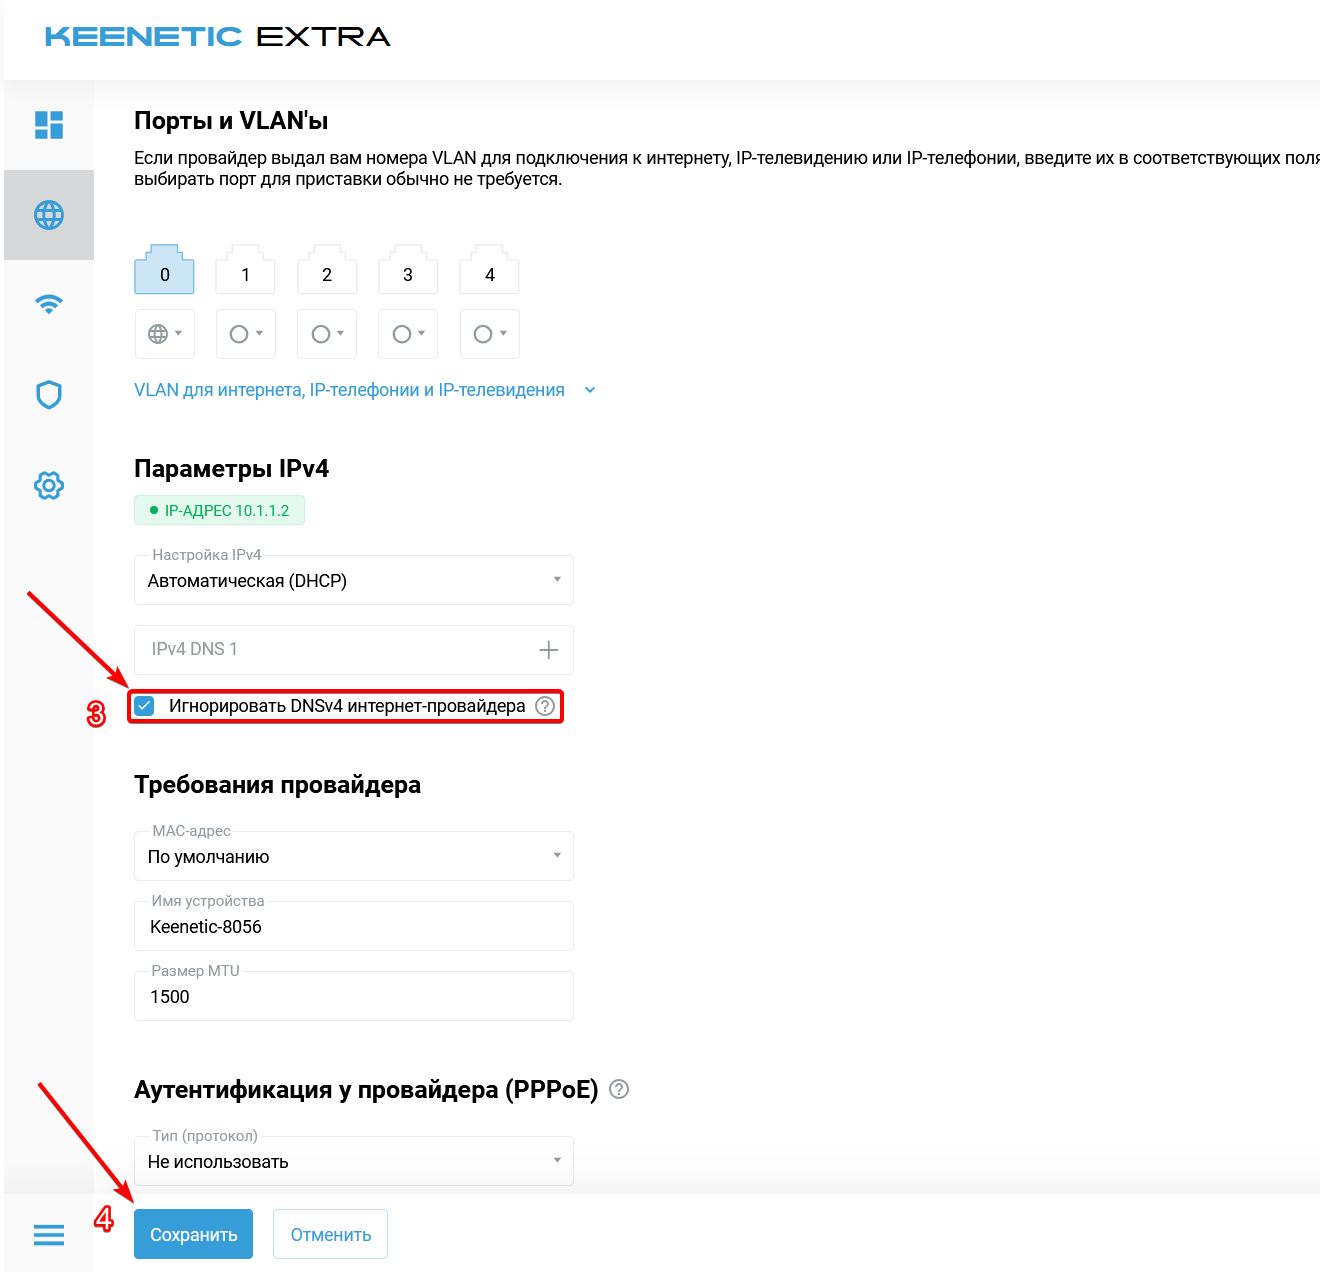 KEENETIC EXTRA
Порты и VLAN'ы
Если провайдер выдал вам номера VLAN для подключения к интернету, IP-телевидению или IP-телефонии, введите их в соответствующих поля
выбирать порт для приставки обычно не требуется.
0 1 2 3 4
VLAN для интернета, IP-телефонии и IP-телевидения
Параметры IPv4
IP-АДРЕС 10.1.1.2
Настройка IPv4
Автоматическая (DHCP)
IPv4 DNS 1
3 Игнорировать DNSv4 интернет-провайдера ?
Требования провайдера
MAC-адрес
По умолчанию
Имя устройства
Keenetic-8056
Размер MTU
1500
Аутентификация у провайдера (PPPoE) ?
Тип (протокол)
Не использовать
4 Сохранить Отменить